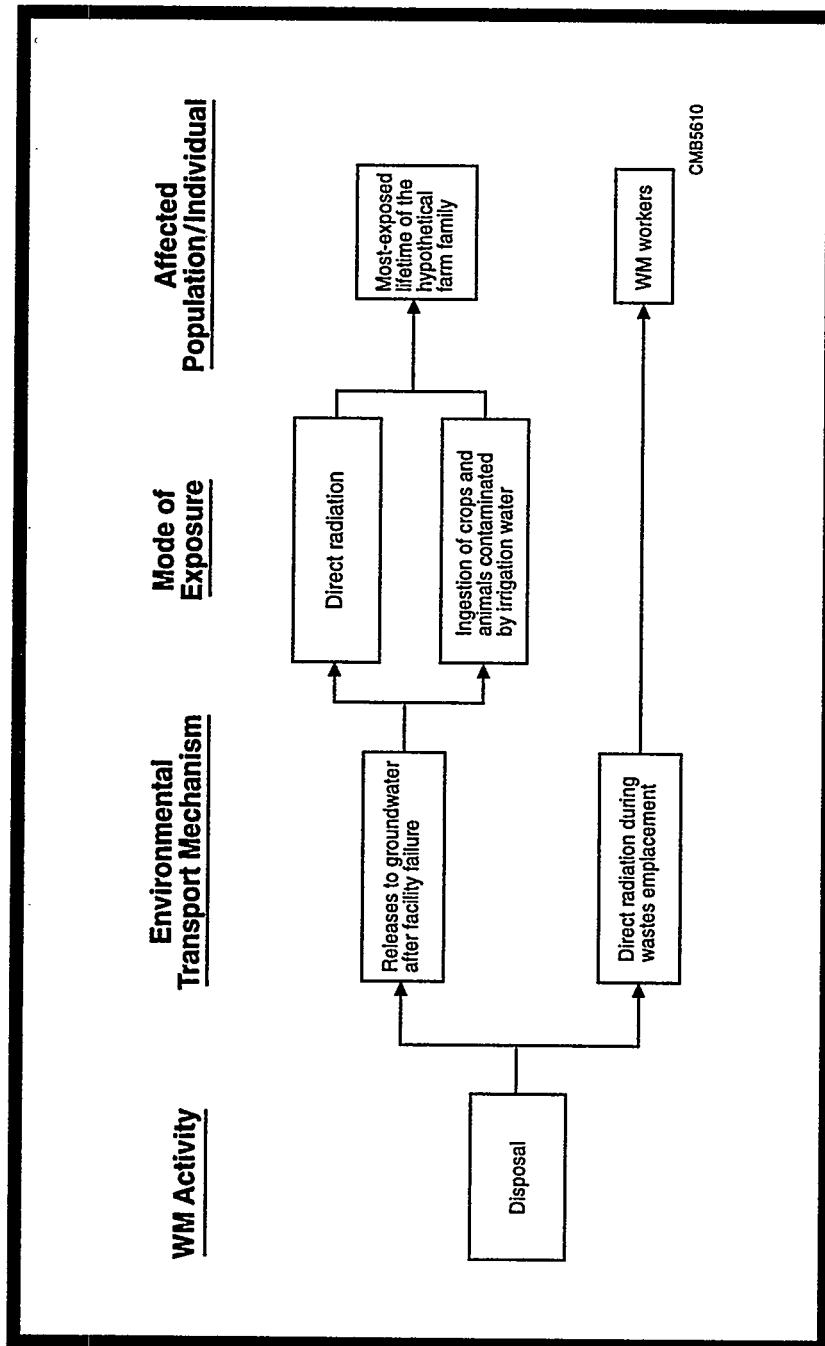 WM Activity
Environmental
Transport Mechanism
Mode of
Exposure
Affected
Population/Individual
Disposal
Releases to groundwater
after facility failure
Direct radiation during
wastes emplacement
Direct radiation
Ingestion of crops and
animals contaminated
by irrigation water
Most-exposed
lifetime of the
hypothetical
farm family
WM workers
CMB5610